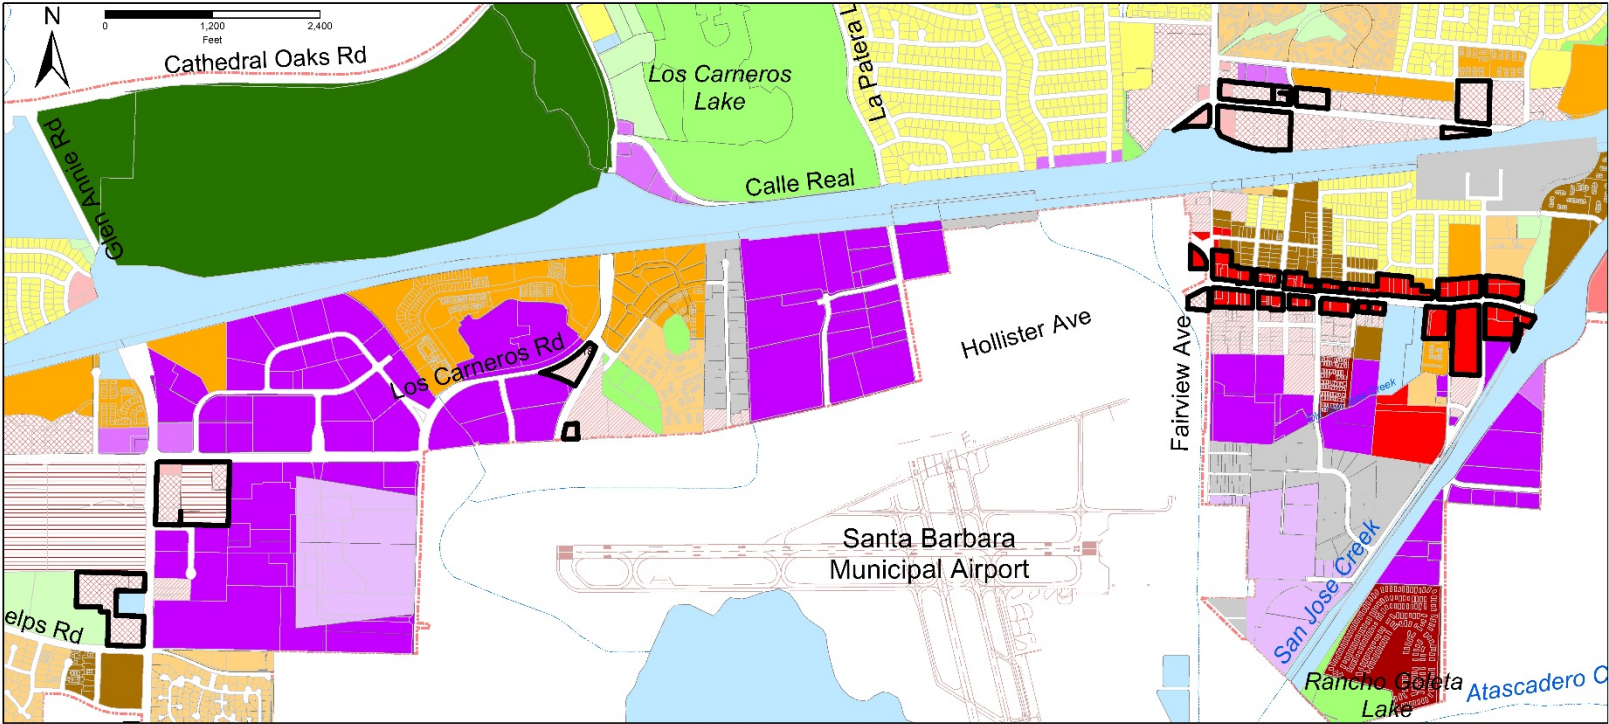 N
0 1,200 2,400
Feet
Cathedral Oaks Rd
Los Carneros
Lake
La Patera L
Glen Annie Rd
Calle Real
Los Carneros Rd
Hollister Ave
Fairview Ave
Creek
Santa Barbara
Municipal Airport
San Jose Creek
elps Rd
Rancho Goleta
Lake
Atascadero C